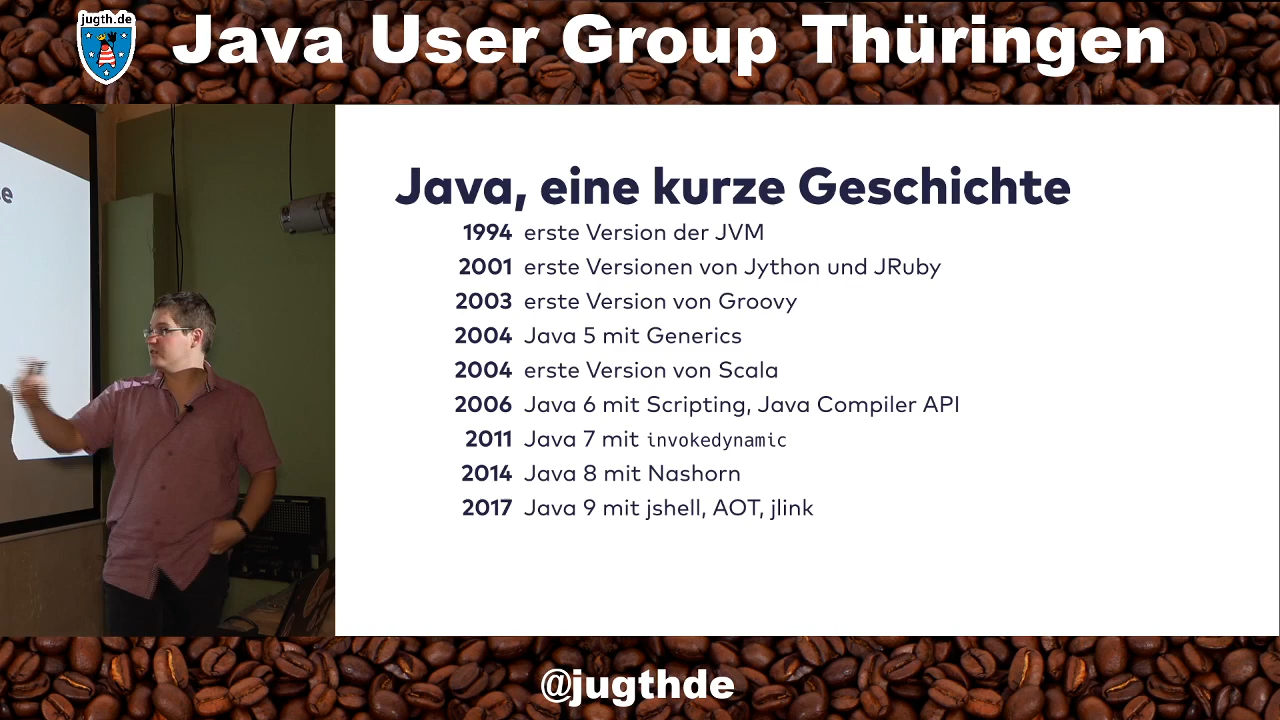 jugth.de
Java User Group Thüringen
Java, eine kurze Geschichte
1994 erste Version der JVM
2001 erste Versionen von Jython und JRuby
2003 erste Version von Groovy
2004 Java 5 mit Generics
2004 erste Version von Scala
2006 Java 6 mit Scripting, Java Compiler API
2011 Java 7 mit invokedynamic
2014 Java 8 mit Nashorn
2017 Java 9 mit jshell, AOT, jlink
@jugthde